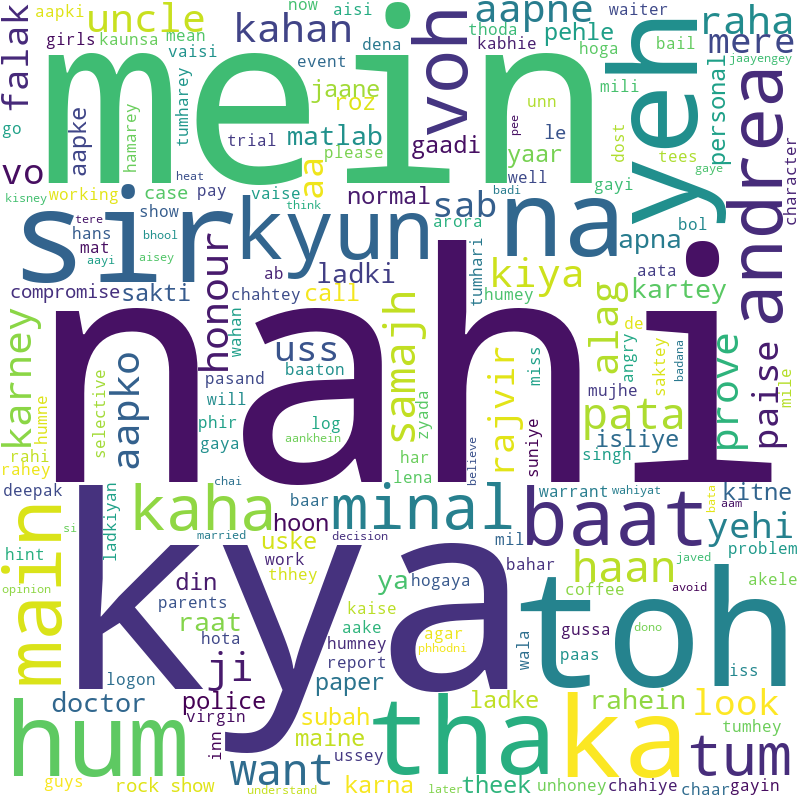 aapki
now
aisi
aapne
waiter
girls
kaunsa
mean
uncle
kahan
dena
thoda
pehle
raha
falak
vaisi
event
kabhie
hoga
bail
mere
mein
voh
yeh
jaayengey
tumharey
jaane
roz
unn
mili
personal
andrea
go
hamarey
aapke
trial
matlab
gaadi
le
dost
tees
character
please
pee
yaar
vo
heat
aa
well
gayi
gaye
kisney
working
case
pay
vaise
normal
badi
think
tere
show
sir
kyun
sab
na
bol
hans
mat
bhool
arora
apna
aayi
aisey
ab
ladki
tumhari
kiya
aata
compromise
sakti
honour
chahtey
call
humey
alag
kartey
nahi
wahan
uss
samajh
de
karney
aapko
baaton
rajvir
miss
angry
saktey
prove
paise
pasand
mujhe
badana
mile
humne
selective
will
zyada
suniye
pata
phir
log
isliye
rahi
gaya
aankhein
har
believe
singh
rahey
lena
deepak
chai
warrant
wahiyat
bata
aam
kitne
main
ladkiyan
kaha
baar
minal
baat
yehi
hoon
mil
si
married
decision
uske
bahar
haan
javed
problem
hint
work
kya
toh
thhey
opinion
din
ya
hogaya
coffee
avoid
akele
parents
kaise
raat
aake
agar
gussa
dono
hota
humney
phhodni
wala
logon
ji
report
paas
iss
doctor
police
paper
virgin
subah
ladke
rahein
look
hum
inn
maine
ussey
tha
ka
tumhey
tum
want
guys
rock show
karna
theek
unhoney
chahiye
gayin
understand
later
chaar